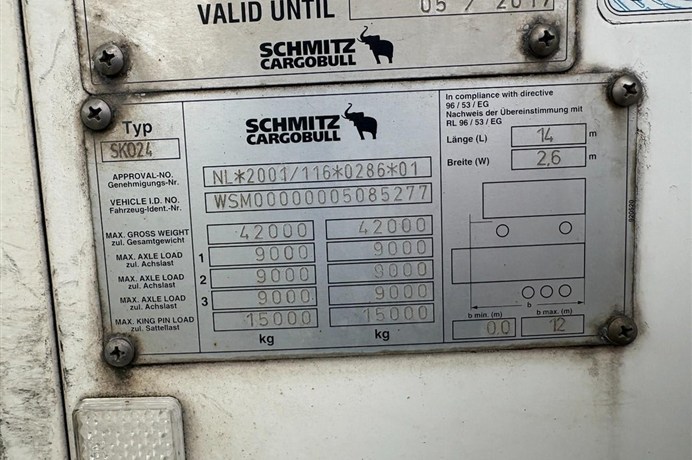 VALID UNTIL 05 / 2017
SCHMITZ
CARGOBULL
Typ
SK024
SCHMITZ
CARGOBULL
In compliance with directive
96 / 53 / EG
Nachweis der Übereinstimmung mit
RL 96 / 53 / EG
Länge (L) 14 m
Breite (W) 2,6 m
APPROVAL-NO.
Genehmigungs-Nr. NL*2001/116*0286*01
VEHICLE I.D. NO.
Fahrzeug-Ident.-Nr. WSM00000005085277
MAX. GROSS WEIGHT
zul. Gesamtgewicht 42000 42000
MAX. AXLE LOAD
zul. Achslast 1 9000 9000
MAX. AXLE LOAD
zul. Achslast 2 9000 9000
MAX. AXLE LOAD
zul. Achslast 3 9000 9000
MAX. KING PIN LOAD
zul. Sattellast 15000 15000
kg kg
b
b min. (m) b max. (m)
0.0 12